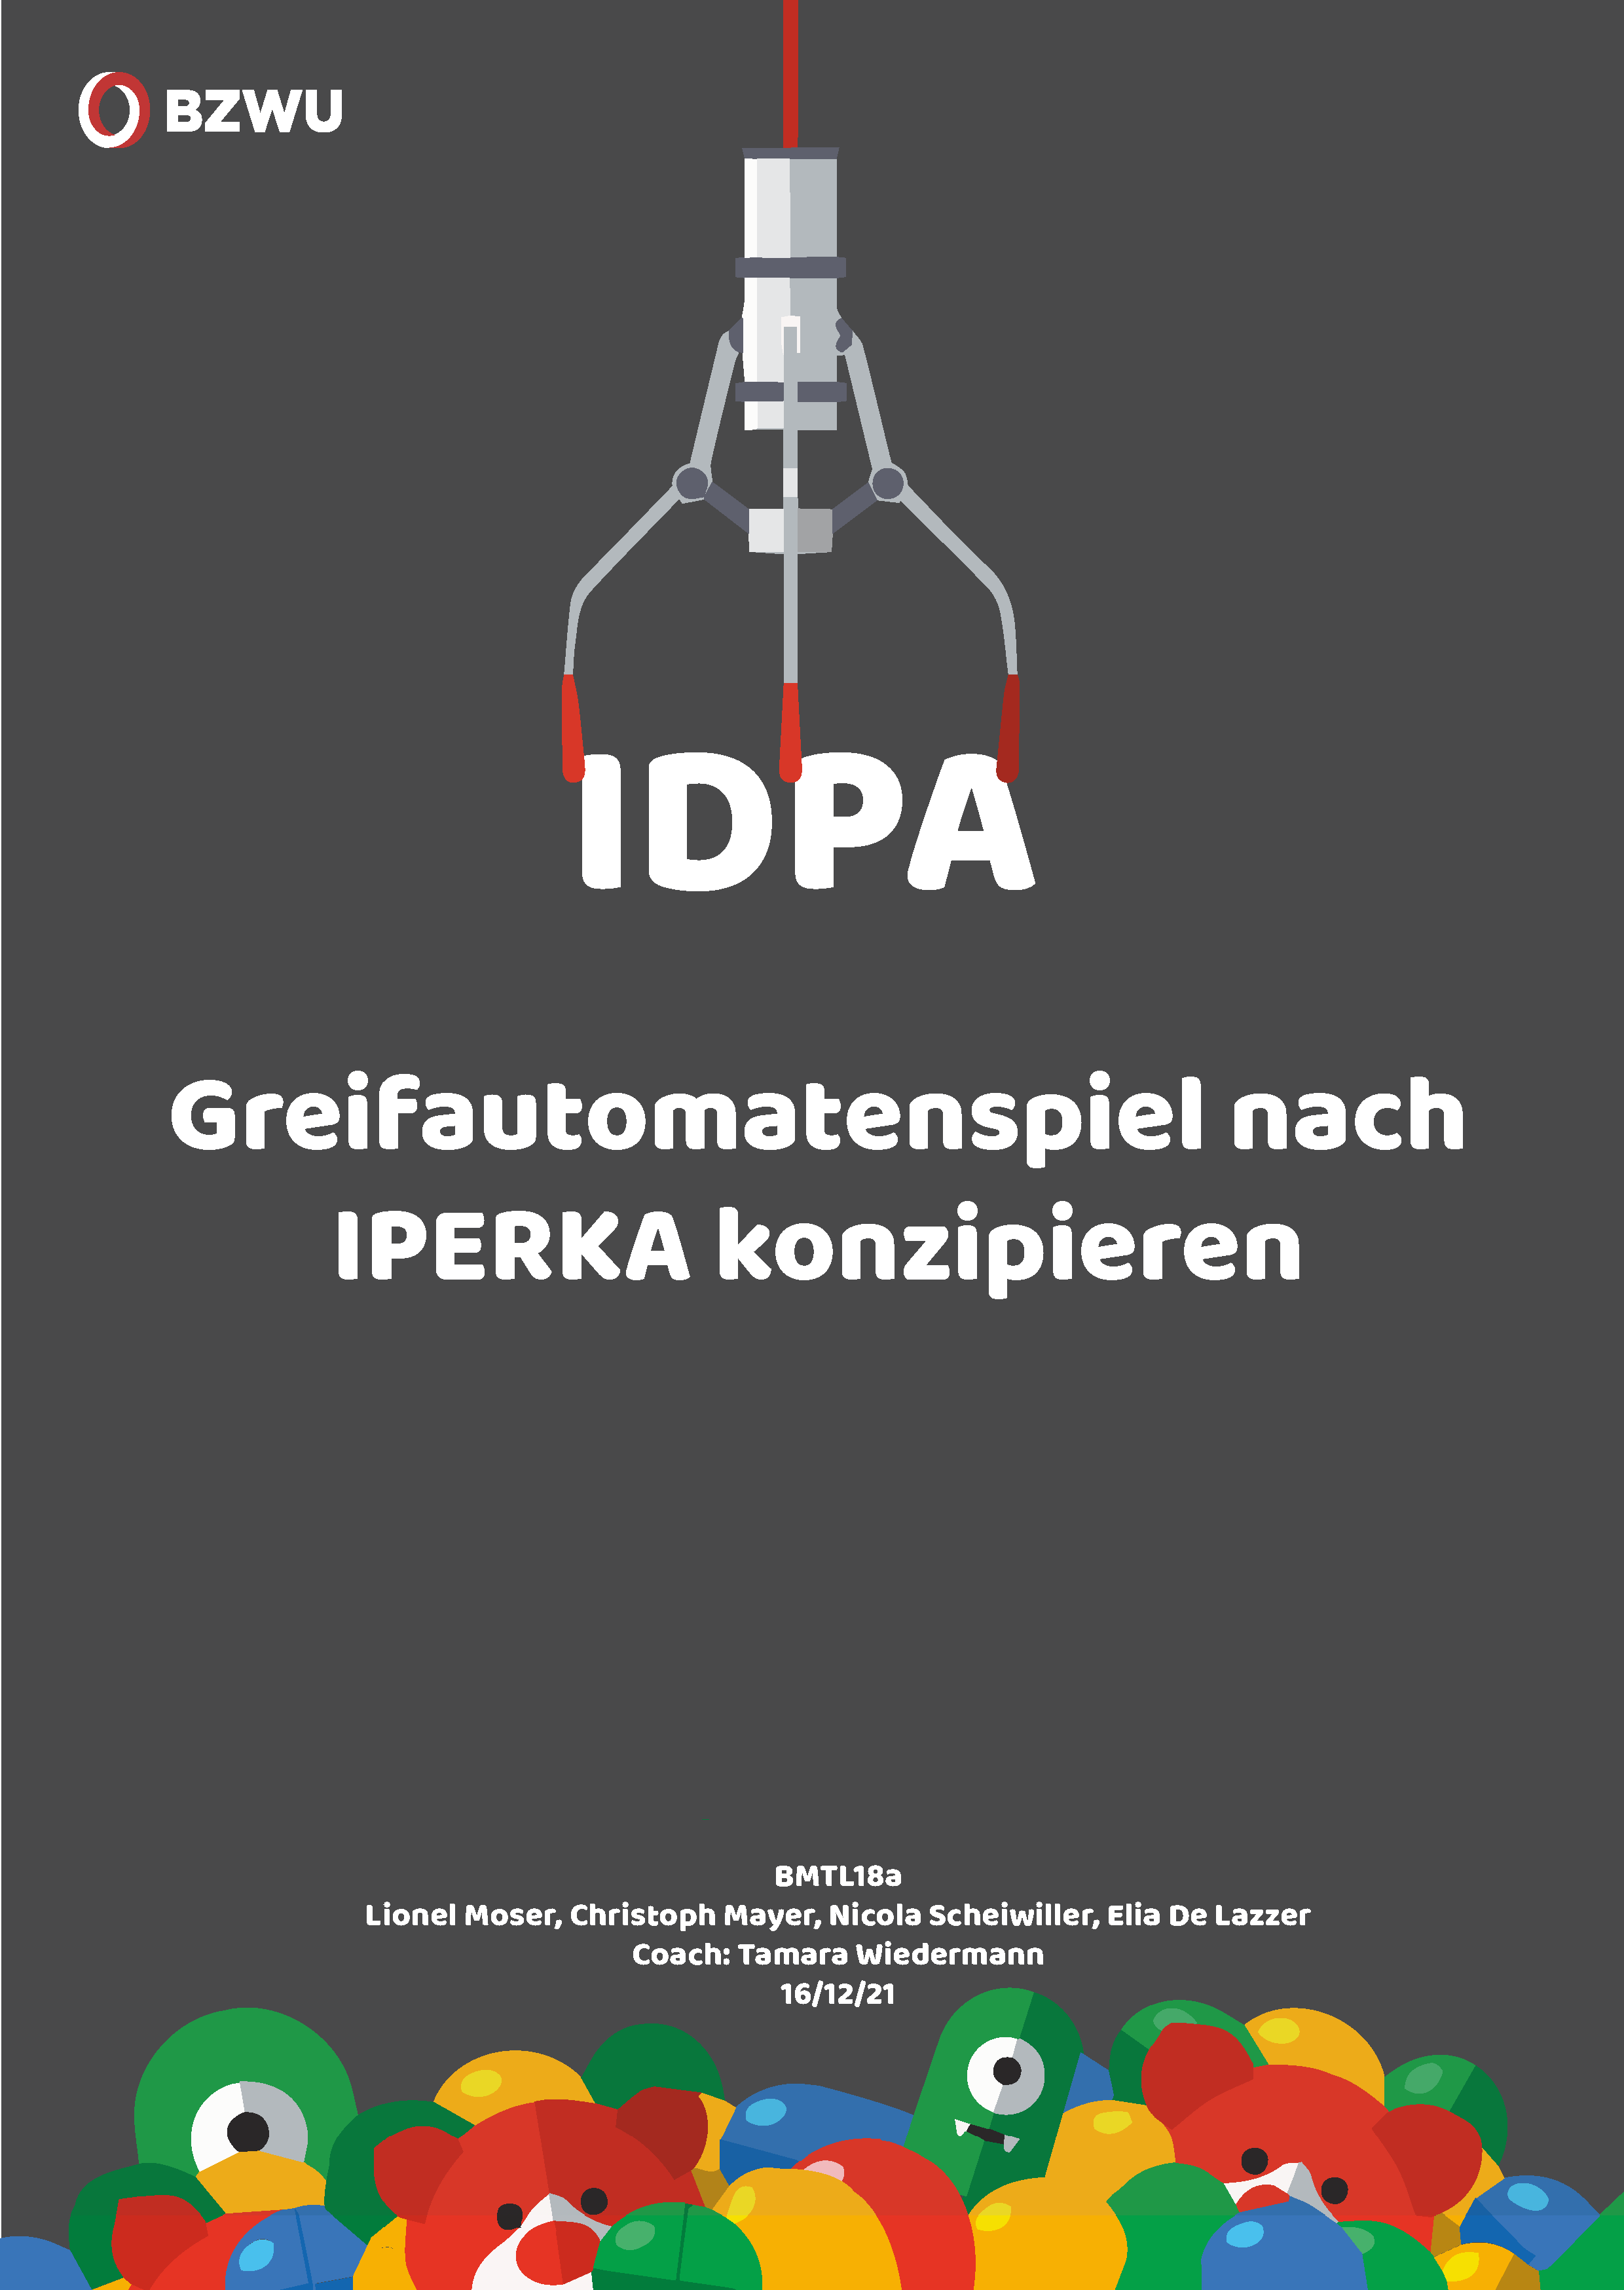 BZWU
IDPA
Greifautomatenspiel nach
IPERKA konzipieren
BMTL18a
Lionel Moser, Christoph Mayer, Nicola Scheiwiller, Elia De Lazzer
Coach: Tamara Wiedermann
16/12/21